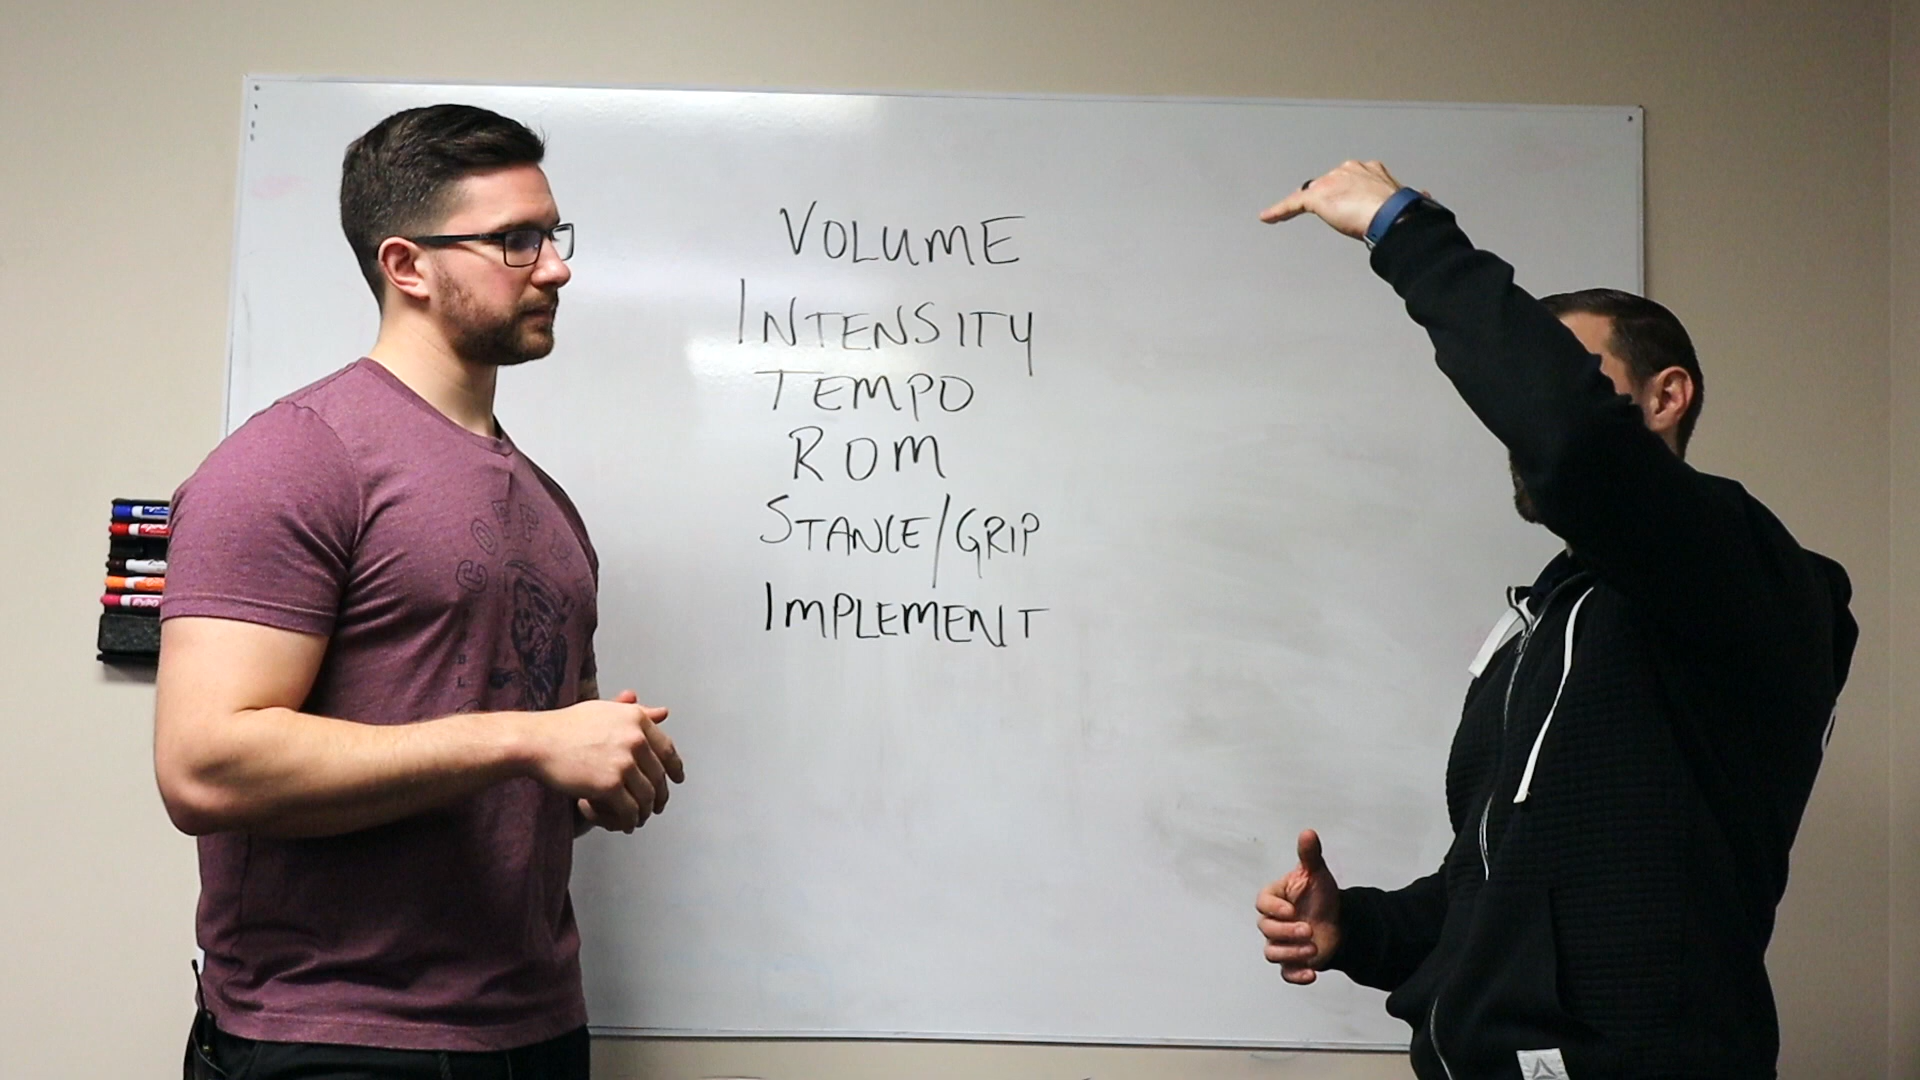 VOLUME
INTENSITY
TEMPO
ROM
STANCE/GRIP
IMPLEMENT